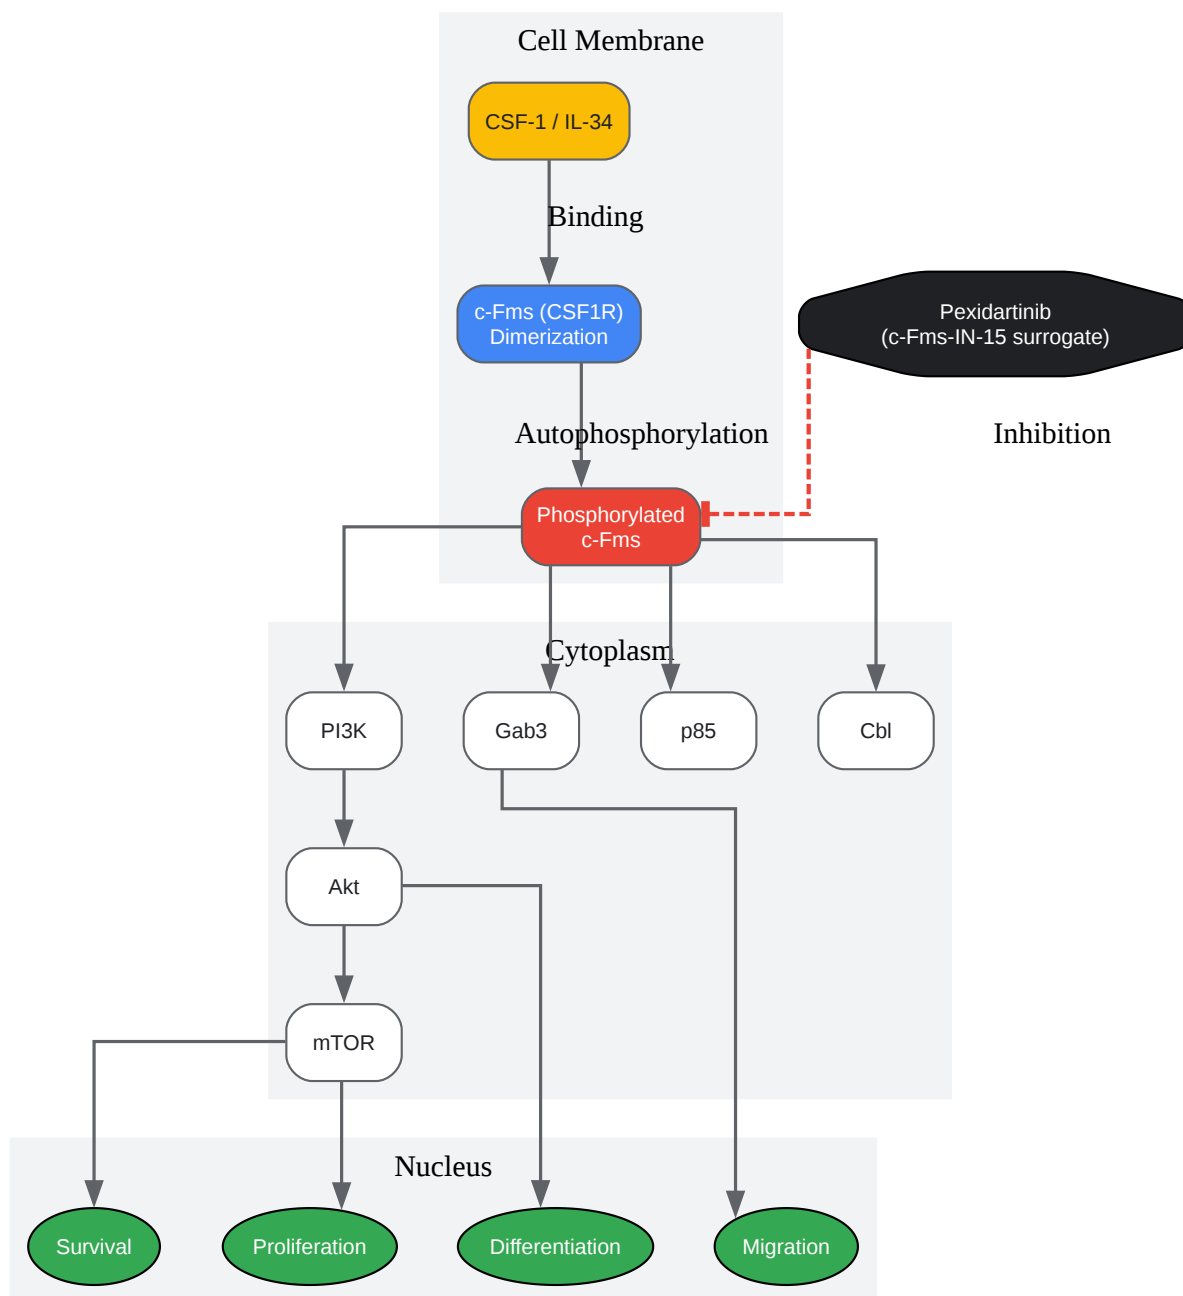 Cell Membrane
CSF-1 / IL-34
Binding
c-Fms (CSF1R)
Dimerization
Pexidartinib
(c-Fms-IN-15 surrogate)
Autophosphorylation
Inhibition
Phosphorylated
c-Fms
Cytoplasm
PI3K
Gab3
p85
Cbl
Akt
mTOR
Nucleus
Survival
Proliferation
Differentiation
Migration